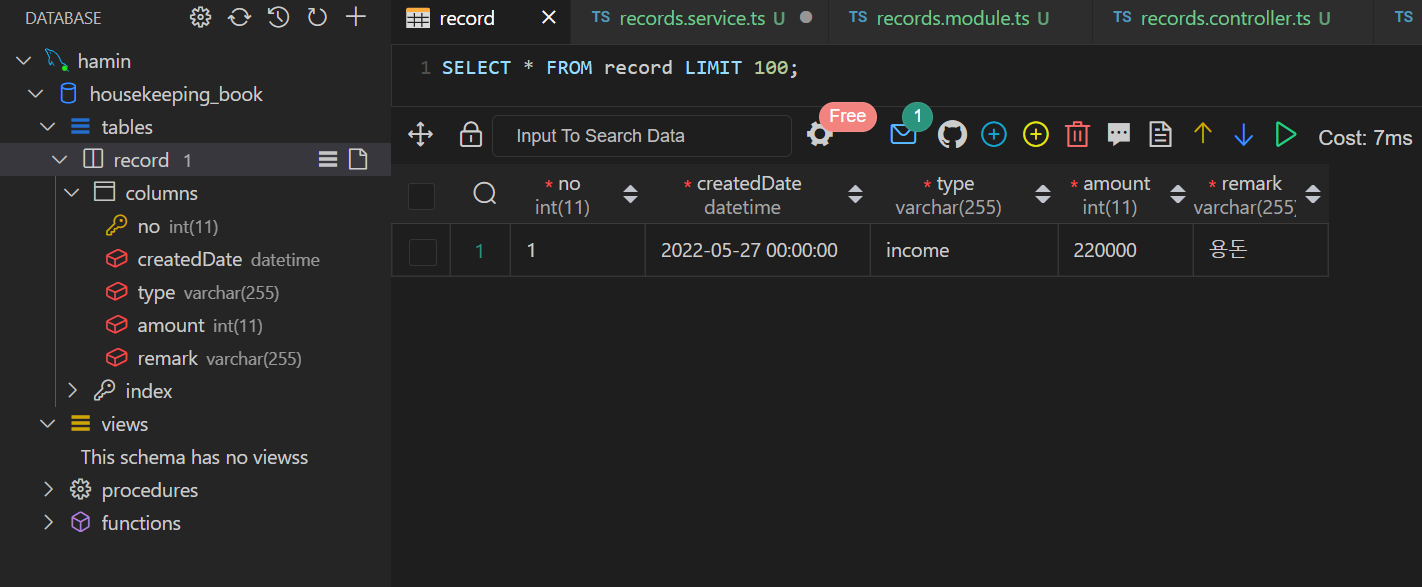 DATABASE
hamin
housekeeping_book
tables
record 1
columns
no int(11)
createdDate datetime
type varchar(255)
amount int(11)
remark varchar(255)
index
views
This schema has no viewss
procedures
functions
record
TS records.service.ts U
TS records.module.ts U
TS records.controller.ts U
TS
1 SELECT * FROM record LIMIT 100;
Input To Search Data
Free
1
Cost: 7ms
* no * createdDate * type * amount * remark
int(11) datetime varchar(255) int(11) varchar(255)
1 1 2022-05-27 00:00:00 income 220000 용돈